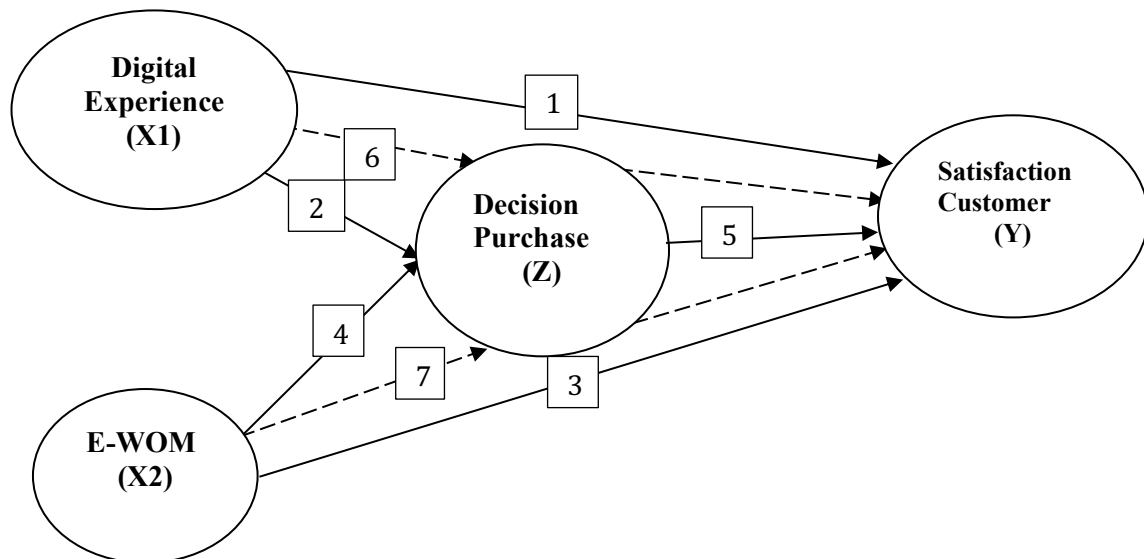 Digital
Experience
(X1)
1
6
2
Decision
Purchase
(Z)
5
Satisfaction
Customer
(Y)
4
7
3
E-WOM
(X2)